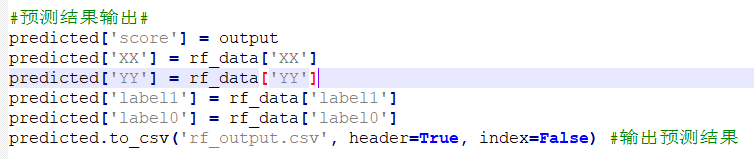 #预测结果输出#
predicted['score'] = output
predicted['XX'] = rf_data['XX']
predicted['YY'] = rf_data['YY']
predicted['label1'] = rf_data['label1']
predicted['label0'] = rf_data['label0']
predicted.to_csv('rf_output.csv', header=True, index=False) #输出预测结果